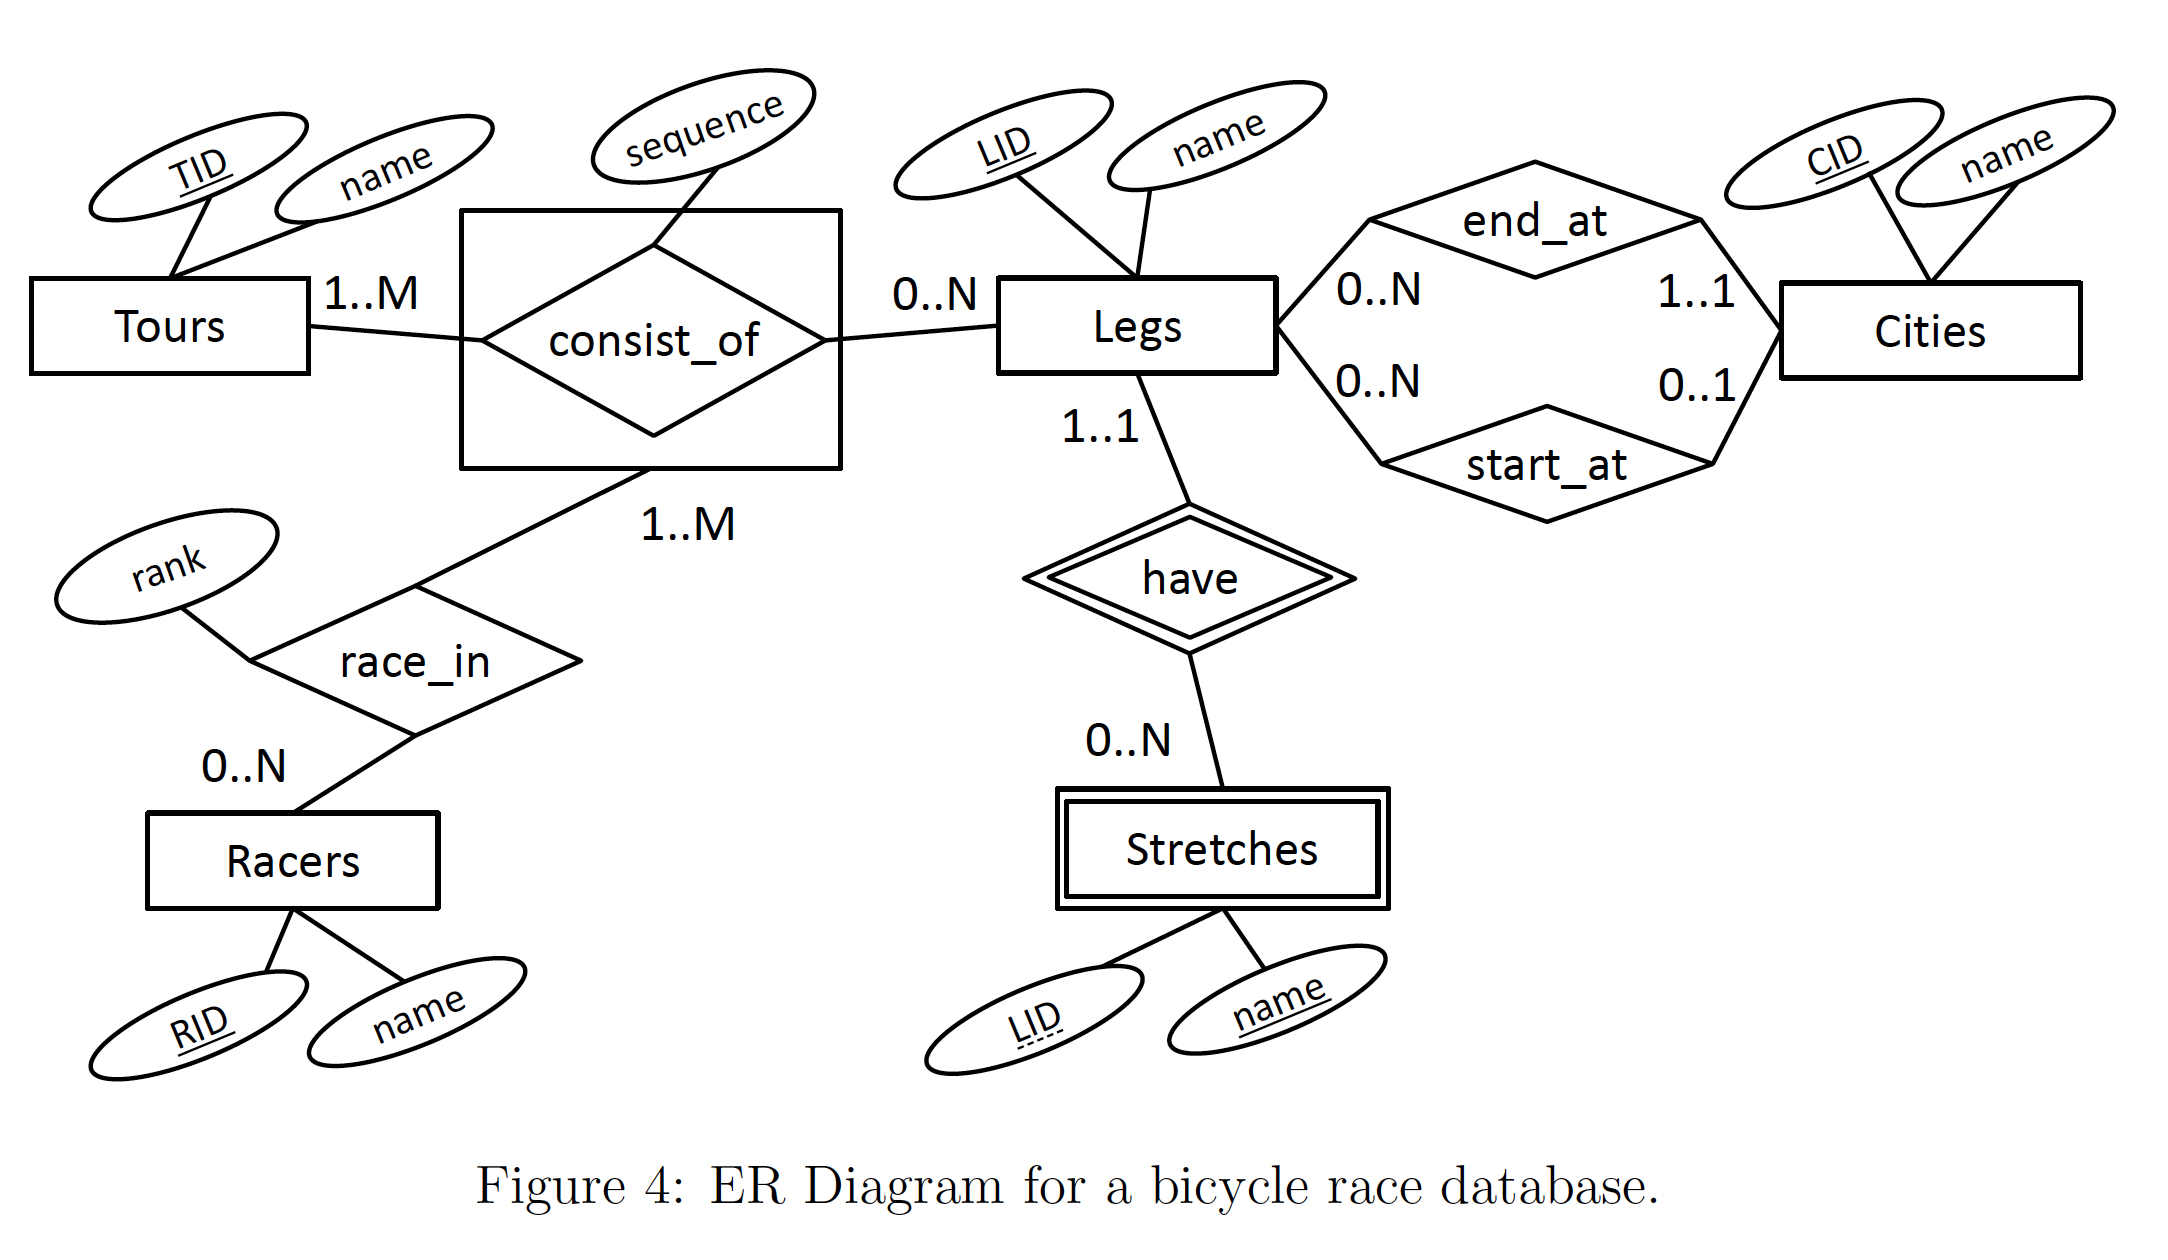 TID
name
sequence
LID
name
CID
name
Tours
1..M
consist_of
0..N
Legs
end_at
0..N
1..1
Cities
0..N
0..1
start_at
1..1
1..M
rank
have
race_in
0..N
0..N
Racers
Stretches
RID
name
LID
name
Figure 4: ER Diagram for a bicycle race database.